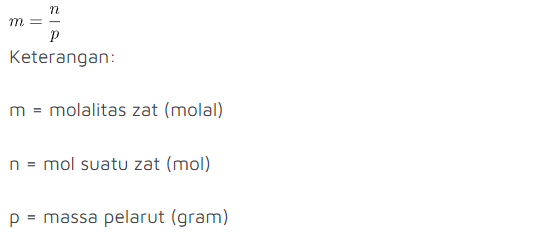 m = n/p
Keterangan:
m = molalitas zat (molal)
n = mol suatu zat (mol)
p = massa pelarut (gram)